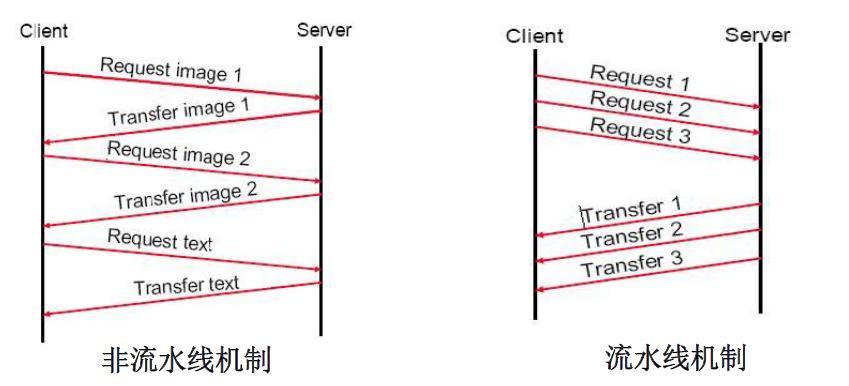 Client
Server
Request image 1
Transfer image 1
Request image 2
Transfer image 2
Request text
Transfer text
非流水线机制
Client
Server
Request 1
Request 2
Request 3
Transfer 1
Transfer 2
Transfer 3
流水线机制